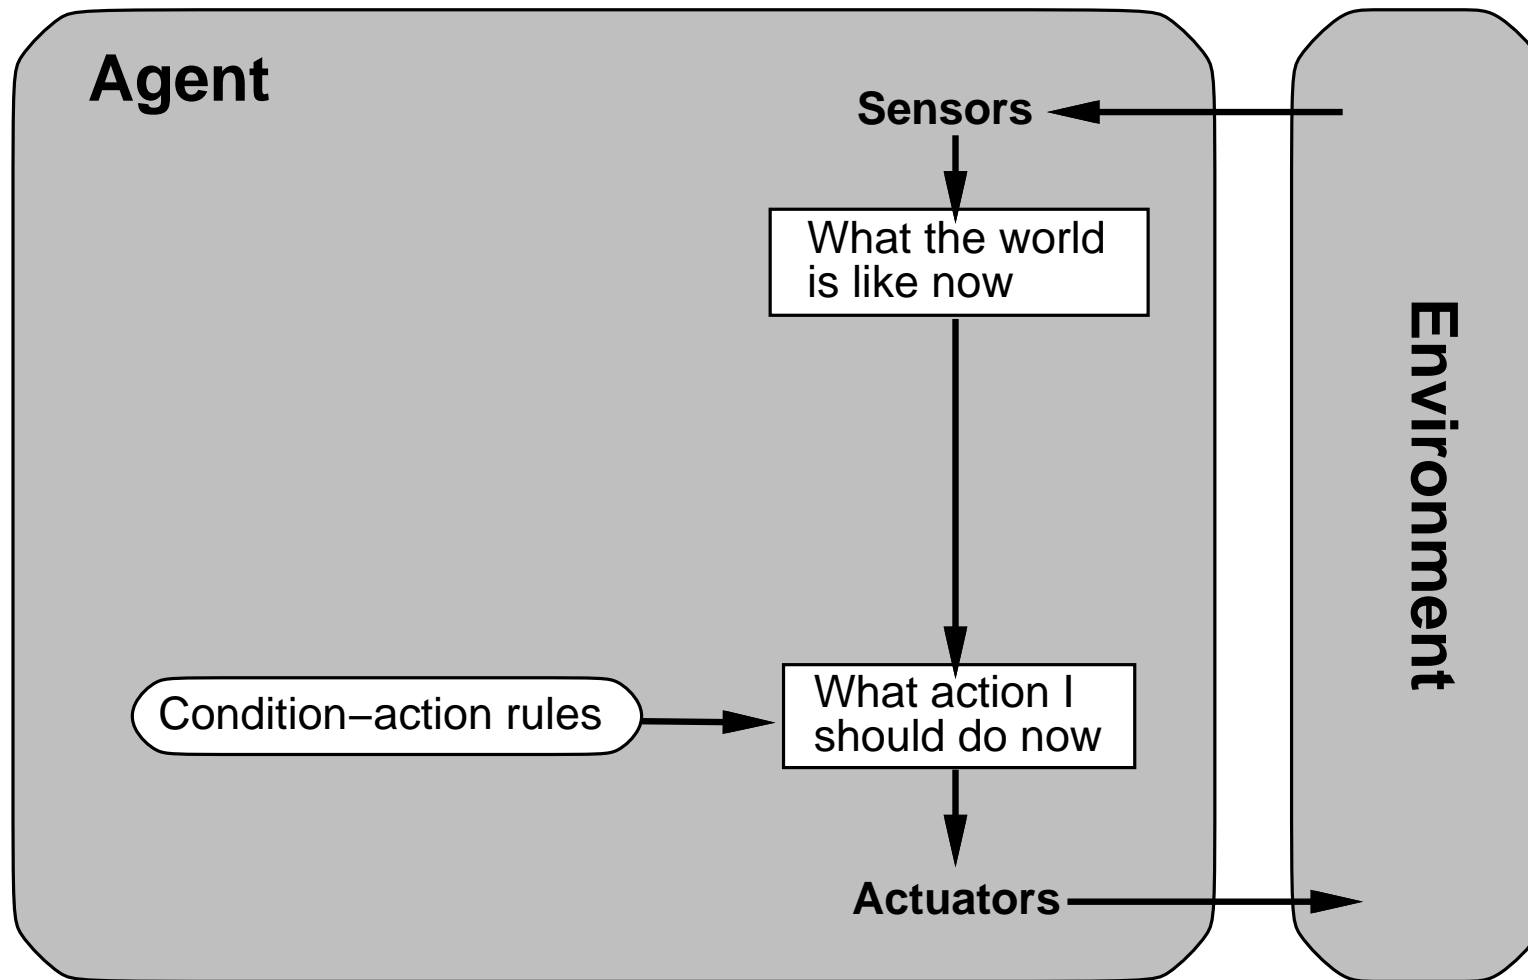 Agent
Sensors
What the world
is like now
Environment
Condition–action rules
What action I
should do now
Actuators